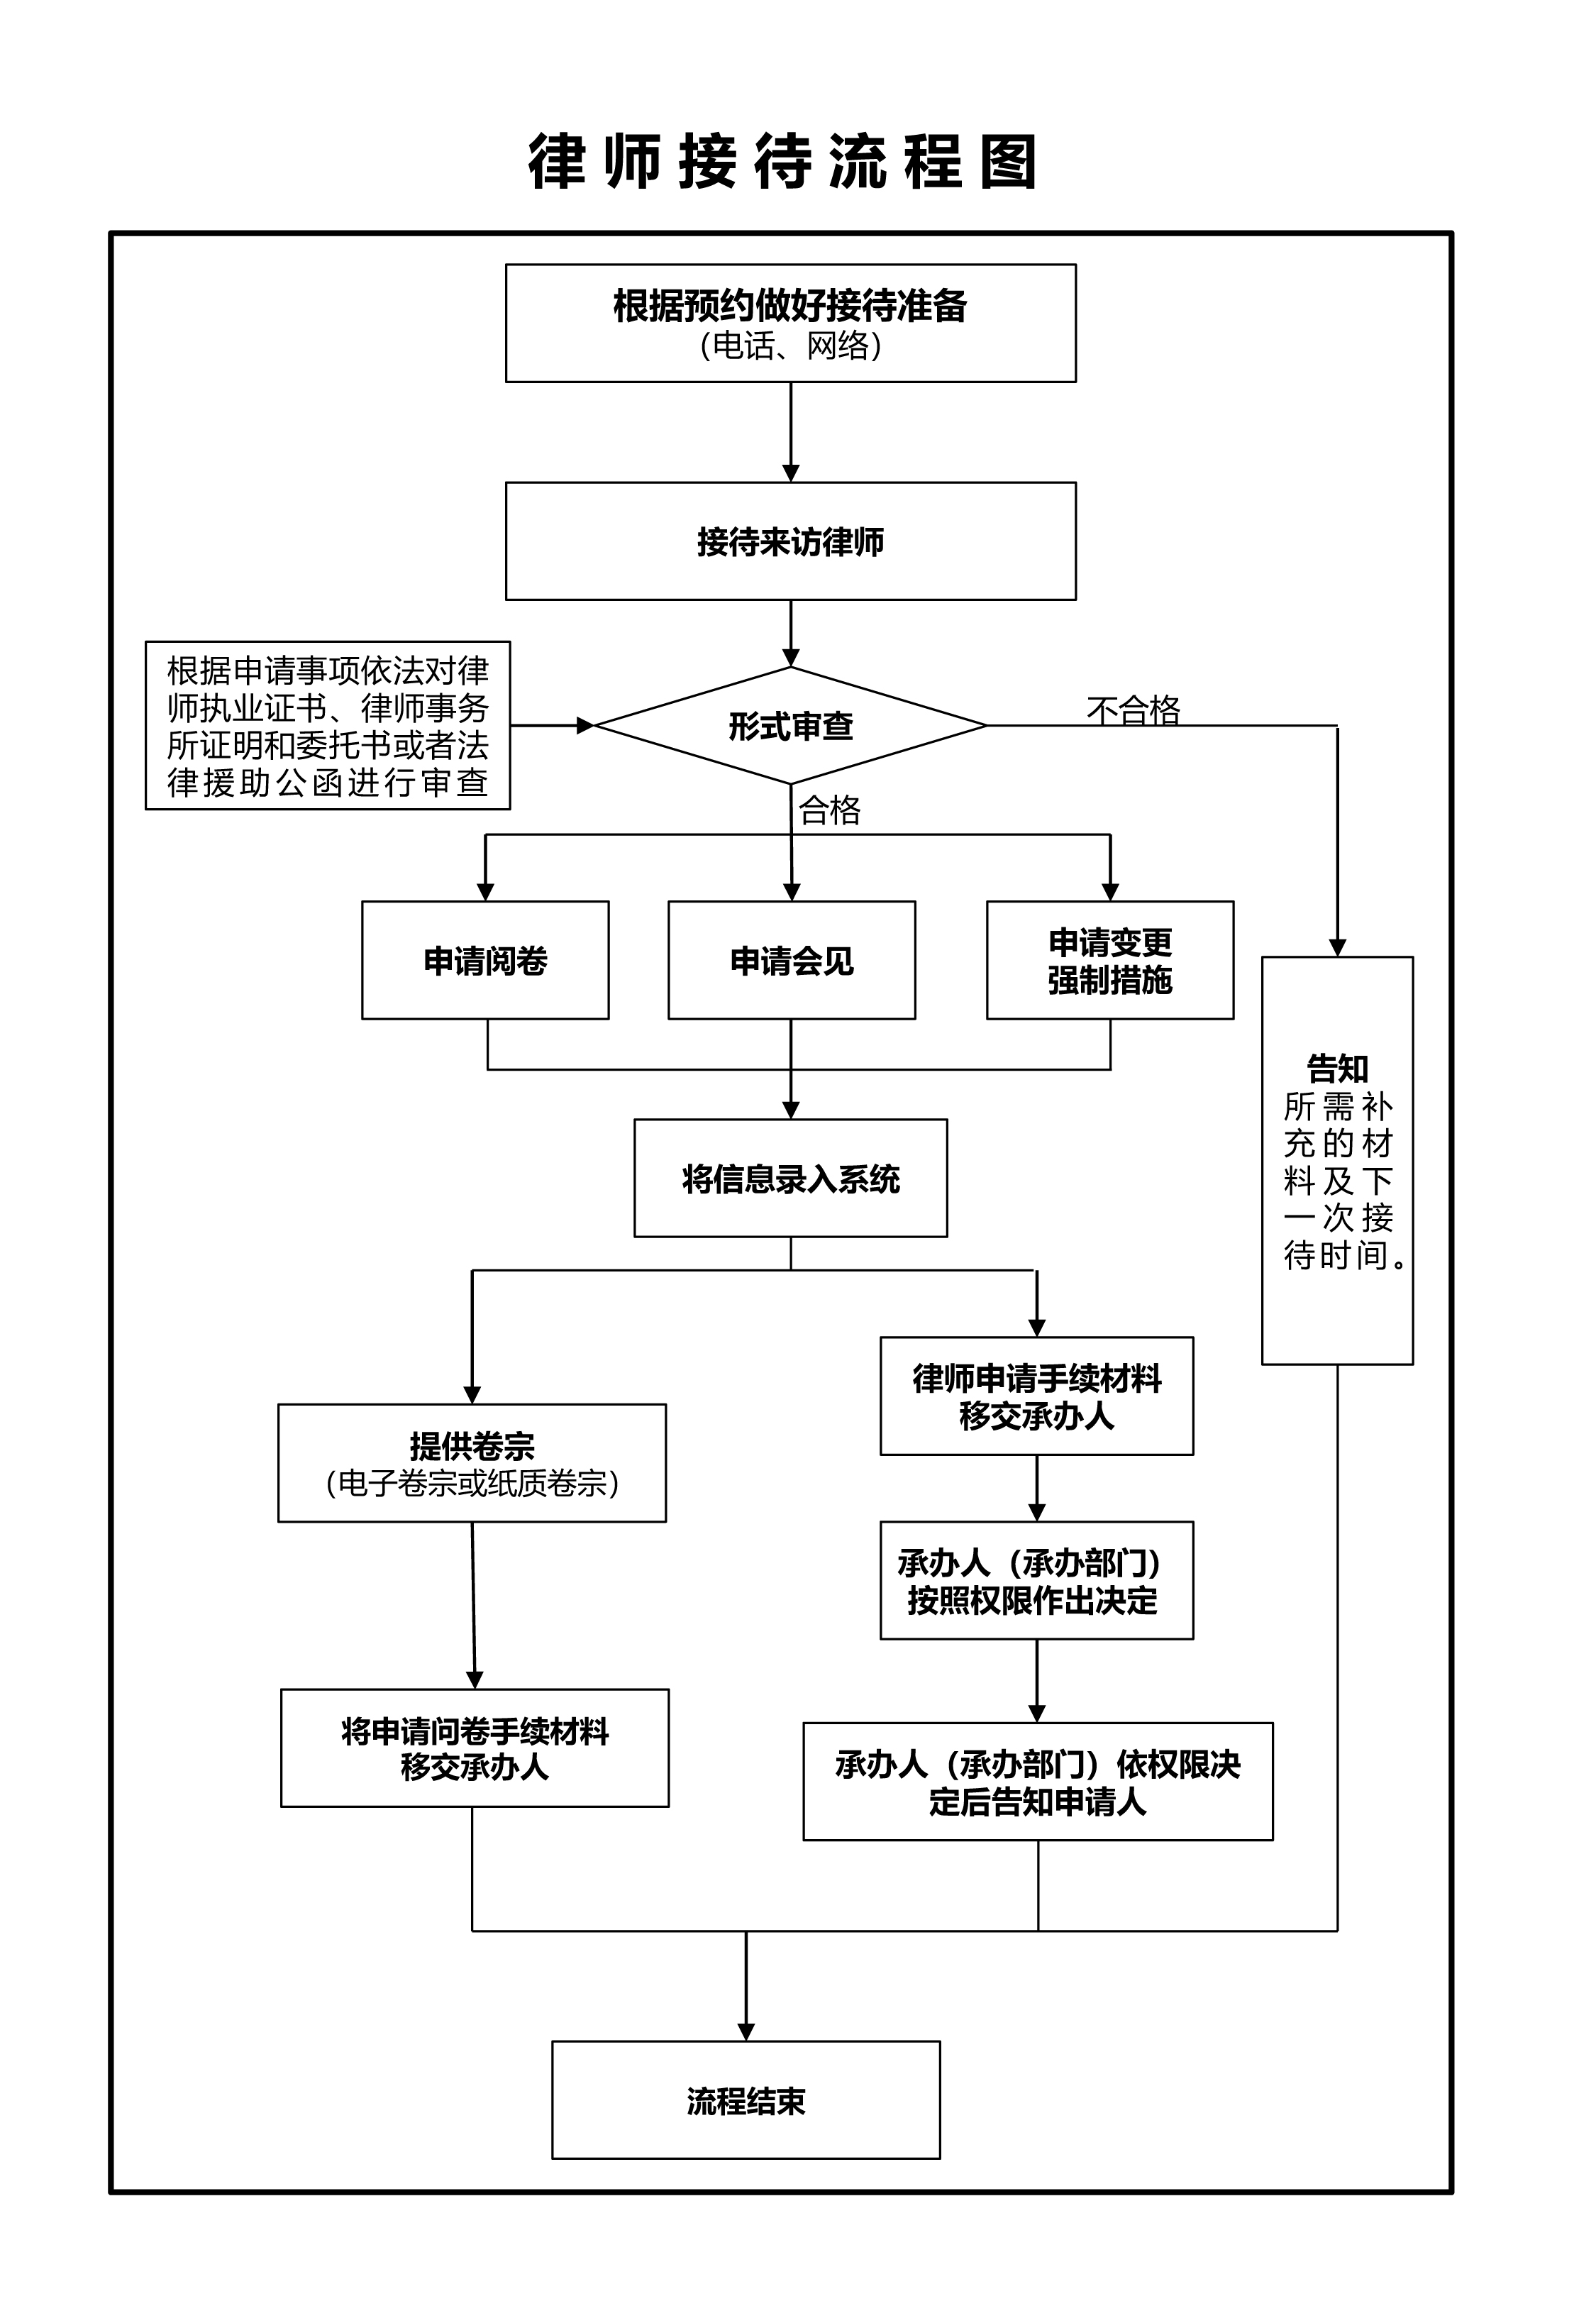 律师接待流程图
根据预约做好接待准备
（电话、网络）
接待来访律师
根据申请事项依法对律
师执业证书、律师事务
所证明和委托书或者法
律援助公函进行审查
形式审查
不合格
合格
申请阅卷
申请会见
申请变更
强制措施
告知
所需补
充的材
料及下
一次接
待时间。
将信息录入系统
律师申请手续材料
移交承办人
提供卷宗
（电子卷宗或纸质卷宗）
承办人（承办部门）
按照权限作出决定
将申请问卷手续材料
移交承办人
承办人（承办部门）依权限决
定后告知申请人
流程结束